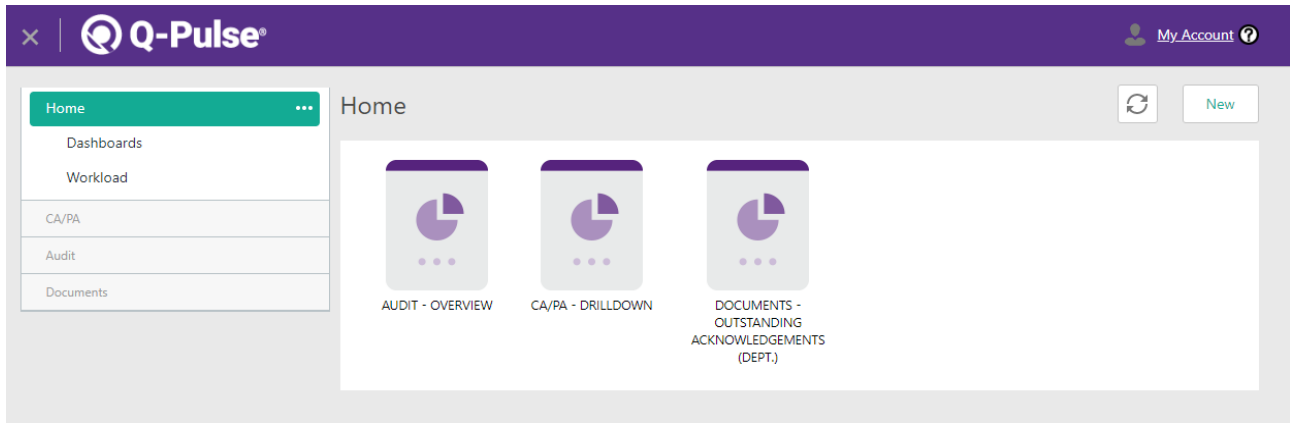 × Q-Pulse®
My Account ?
Home •••
Dashboards
Workload
CA/PA
Audit
Documents
Home
New
AUDIT - OVERVIEW
CA/PA - DRILLDOWN
DOCUMENTS -
OUTSTANDING
ACKNOWLEDGEMENTS
(DEPT.)